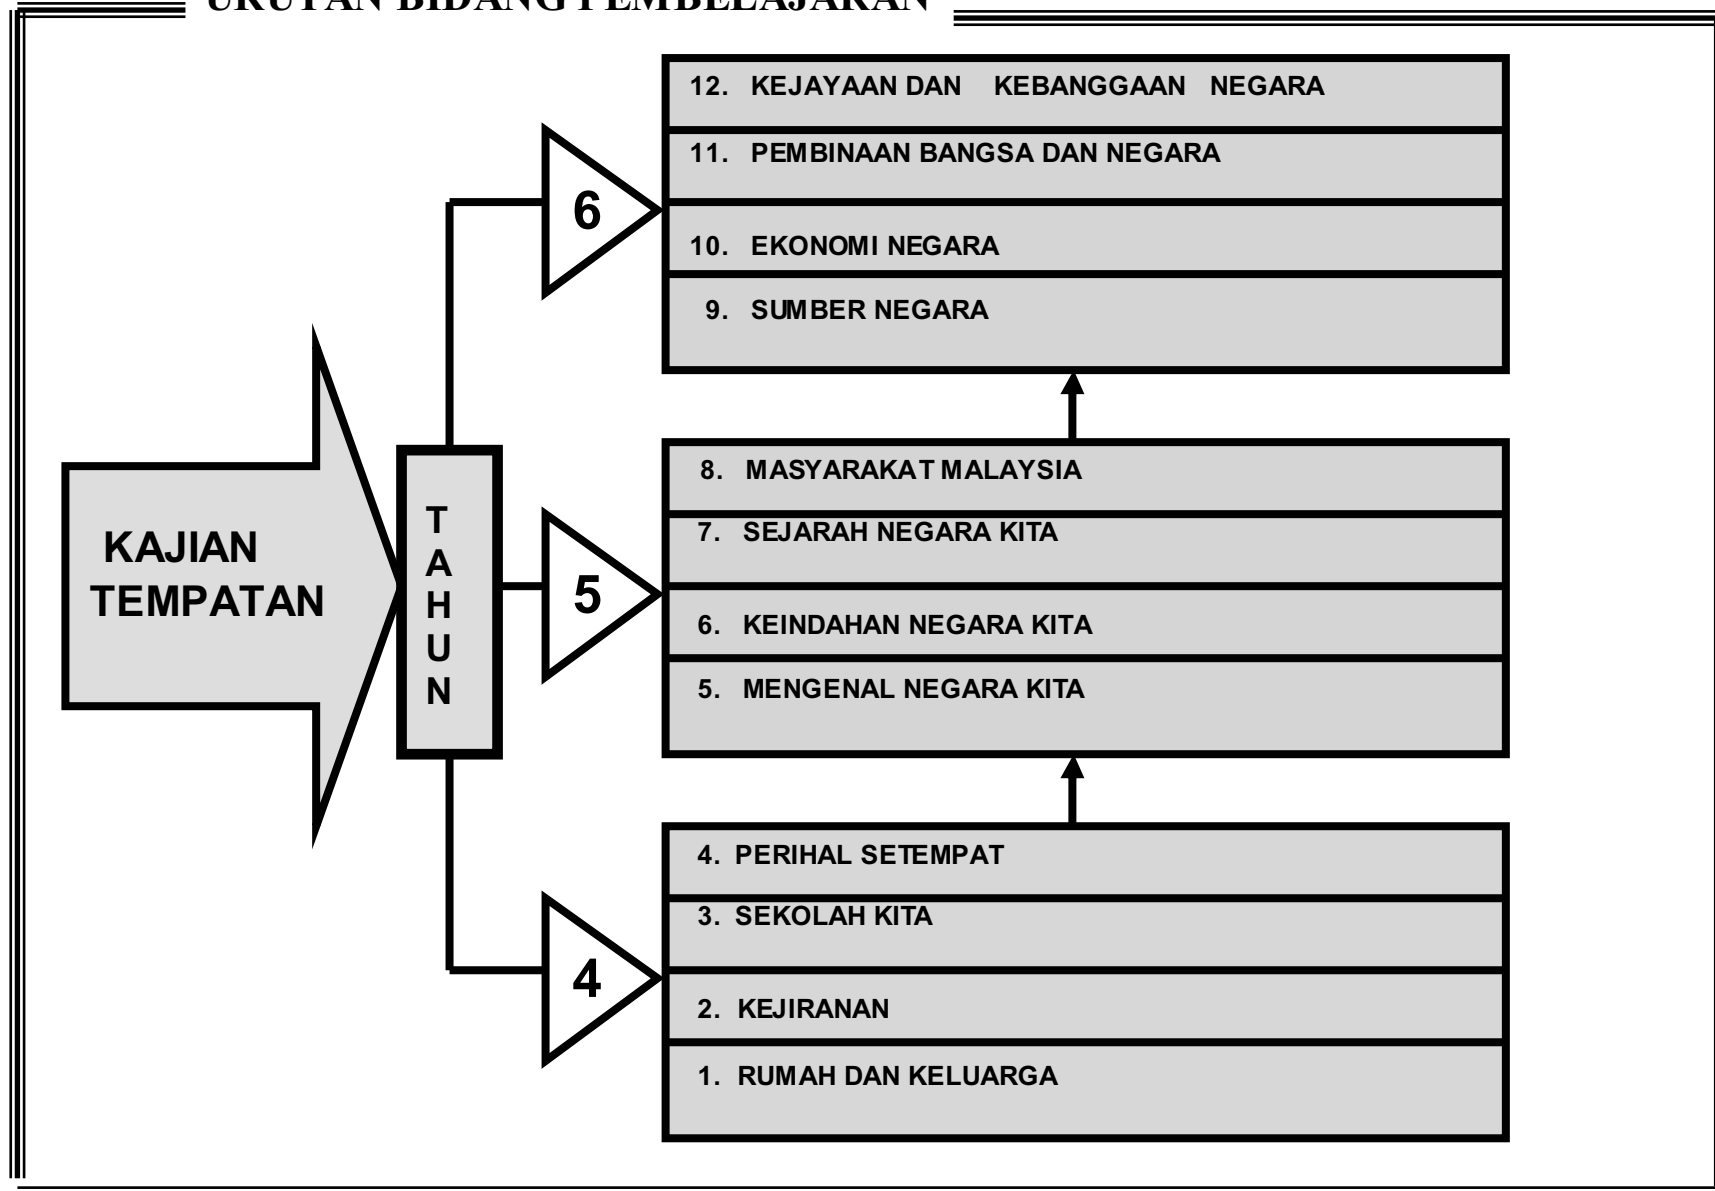 URUTAN BIDANG PEMBELAJARAN
12. KEJAYAAN DAN KEBANGGAAN NEGARA
11. PEMBINAAN BANGSA DAN NEGARA
10. EKONOMI NEGARA
9. SUMBER NEGARA
6
8. MASYARAKAT MALAYSIA
7. SEJARAH NEGARA KITA
6. KEINDAHAN NEGARA KITA
5. MENGENAL NEGARA KITA
5
KAJIAN
TEMPATAN
T
A
H
U
N
4. PERIHAL SETEMPAT
3. SEKOLAH KITA
2. KEJIRANAN
1. RUMAH DAN KELUARGA
4